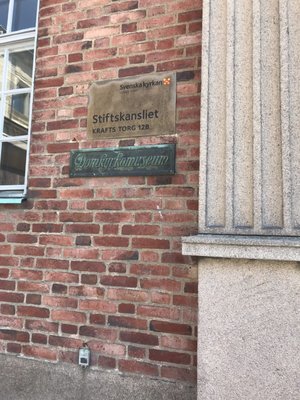 Svenska kyrkan
Stiftskansliet
KRAFTS TORG 12B
Domkyrkomuseum